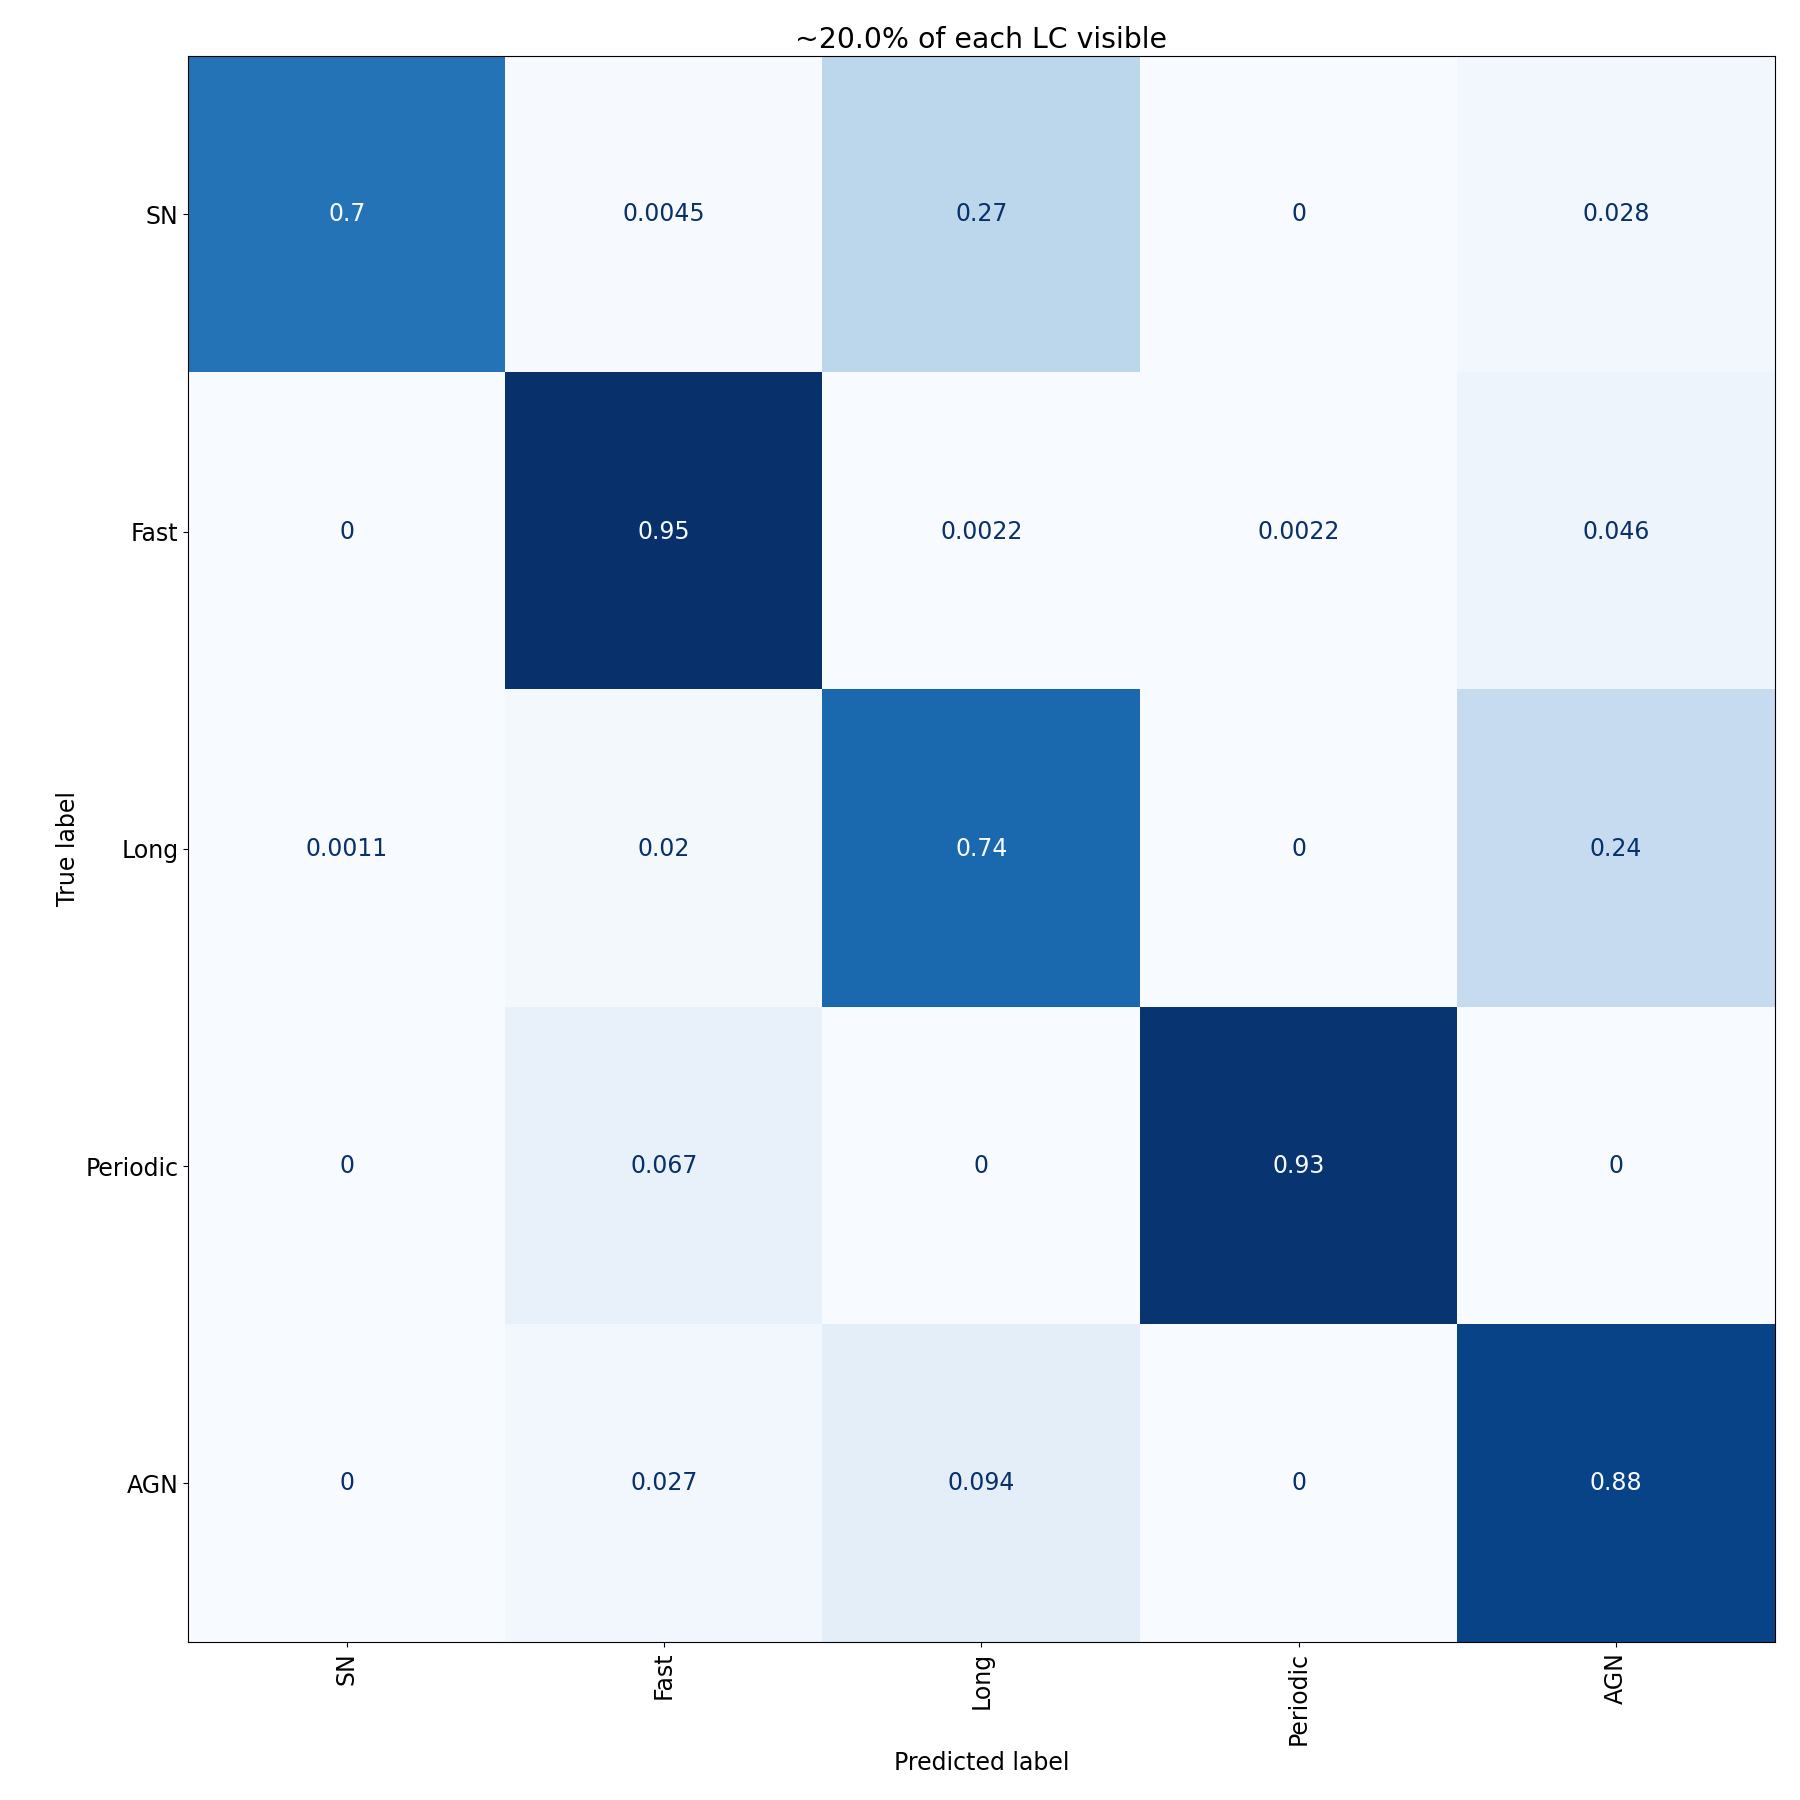 ~20.0% of each LC visible
SN 0.7 0.0045 0.27 0 0.028
Fast 0 0.95 0.0022 0.0022 0.046
True label
Long 0.0011 0.02 0.74 0 0.24
Periodic 0 0.067 0 0.93 0
AGN 0 0.027 0.094 0 0.88
SN Fast Long Periodic AGN
Predicted label